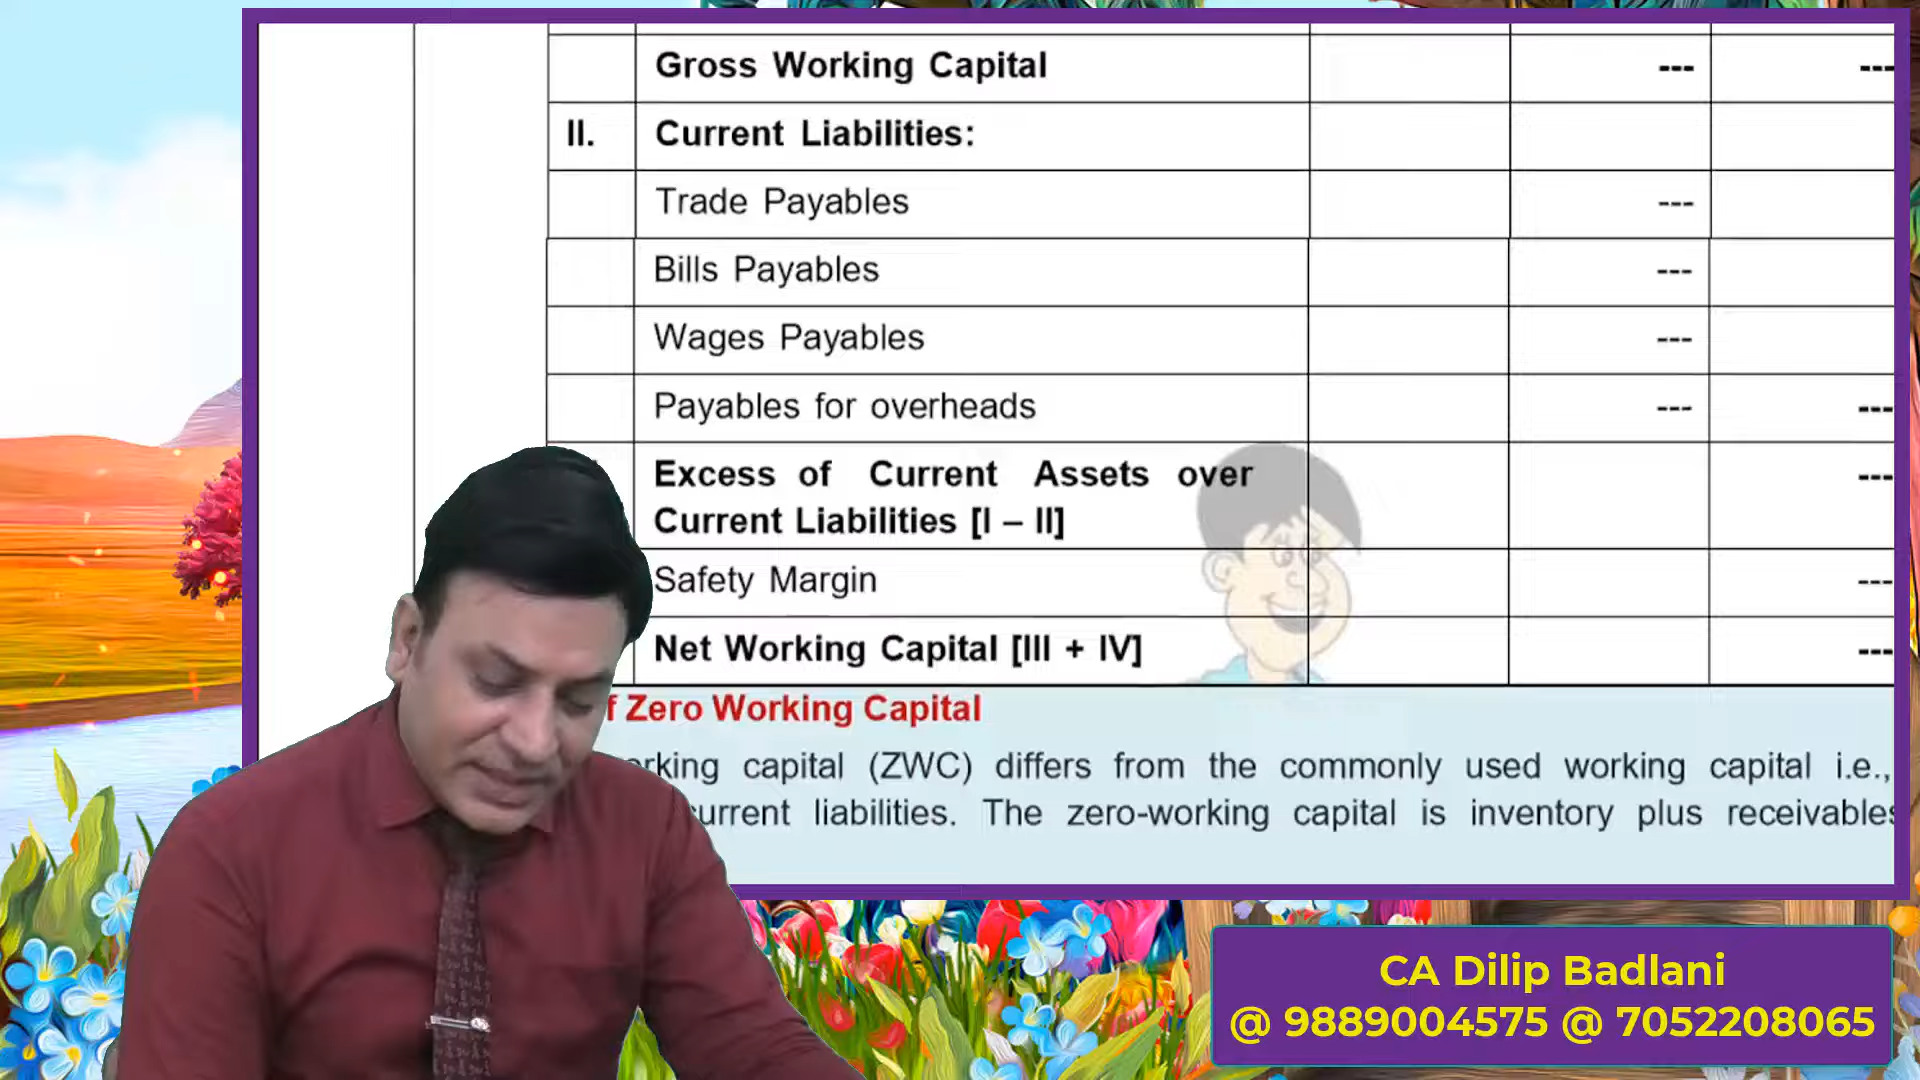 Gross Working Capital --- ---
II. Current Liabilities:
Trade Payables ---
Bills Payables ---
Wages Payables ---
Payables for overheads --- ---
Excess of Current Assets over ---
Current Liabilities [I – II]
Safety Margin ---
Net Working Capital [III + IV] ---
Zero Working Capital
capital (ZWC) differs from the commonly used working capital i.e.,
liabilities. The zero-working capital is inventory plus receivables
CA Dilip Badlani
@ 9889004575 @ 7052208065